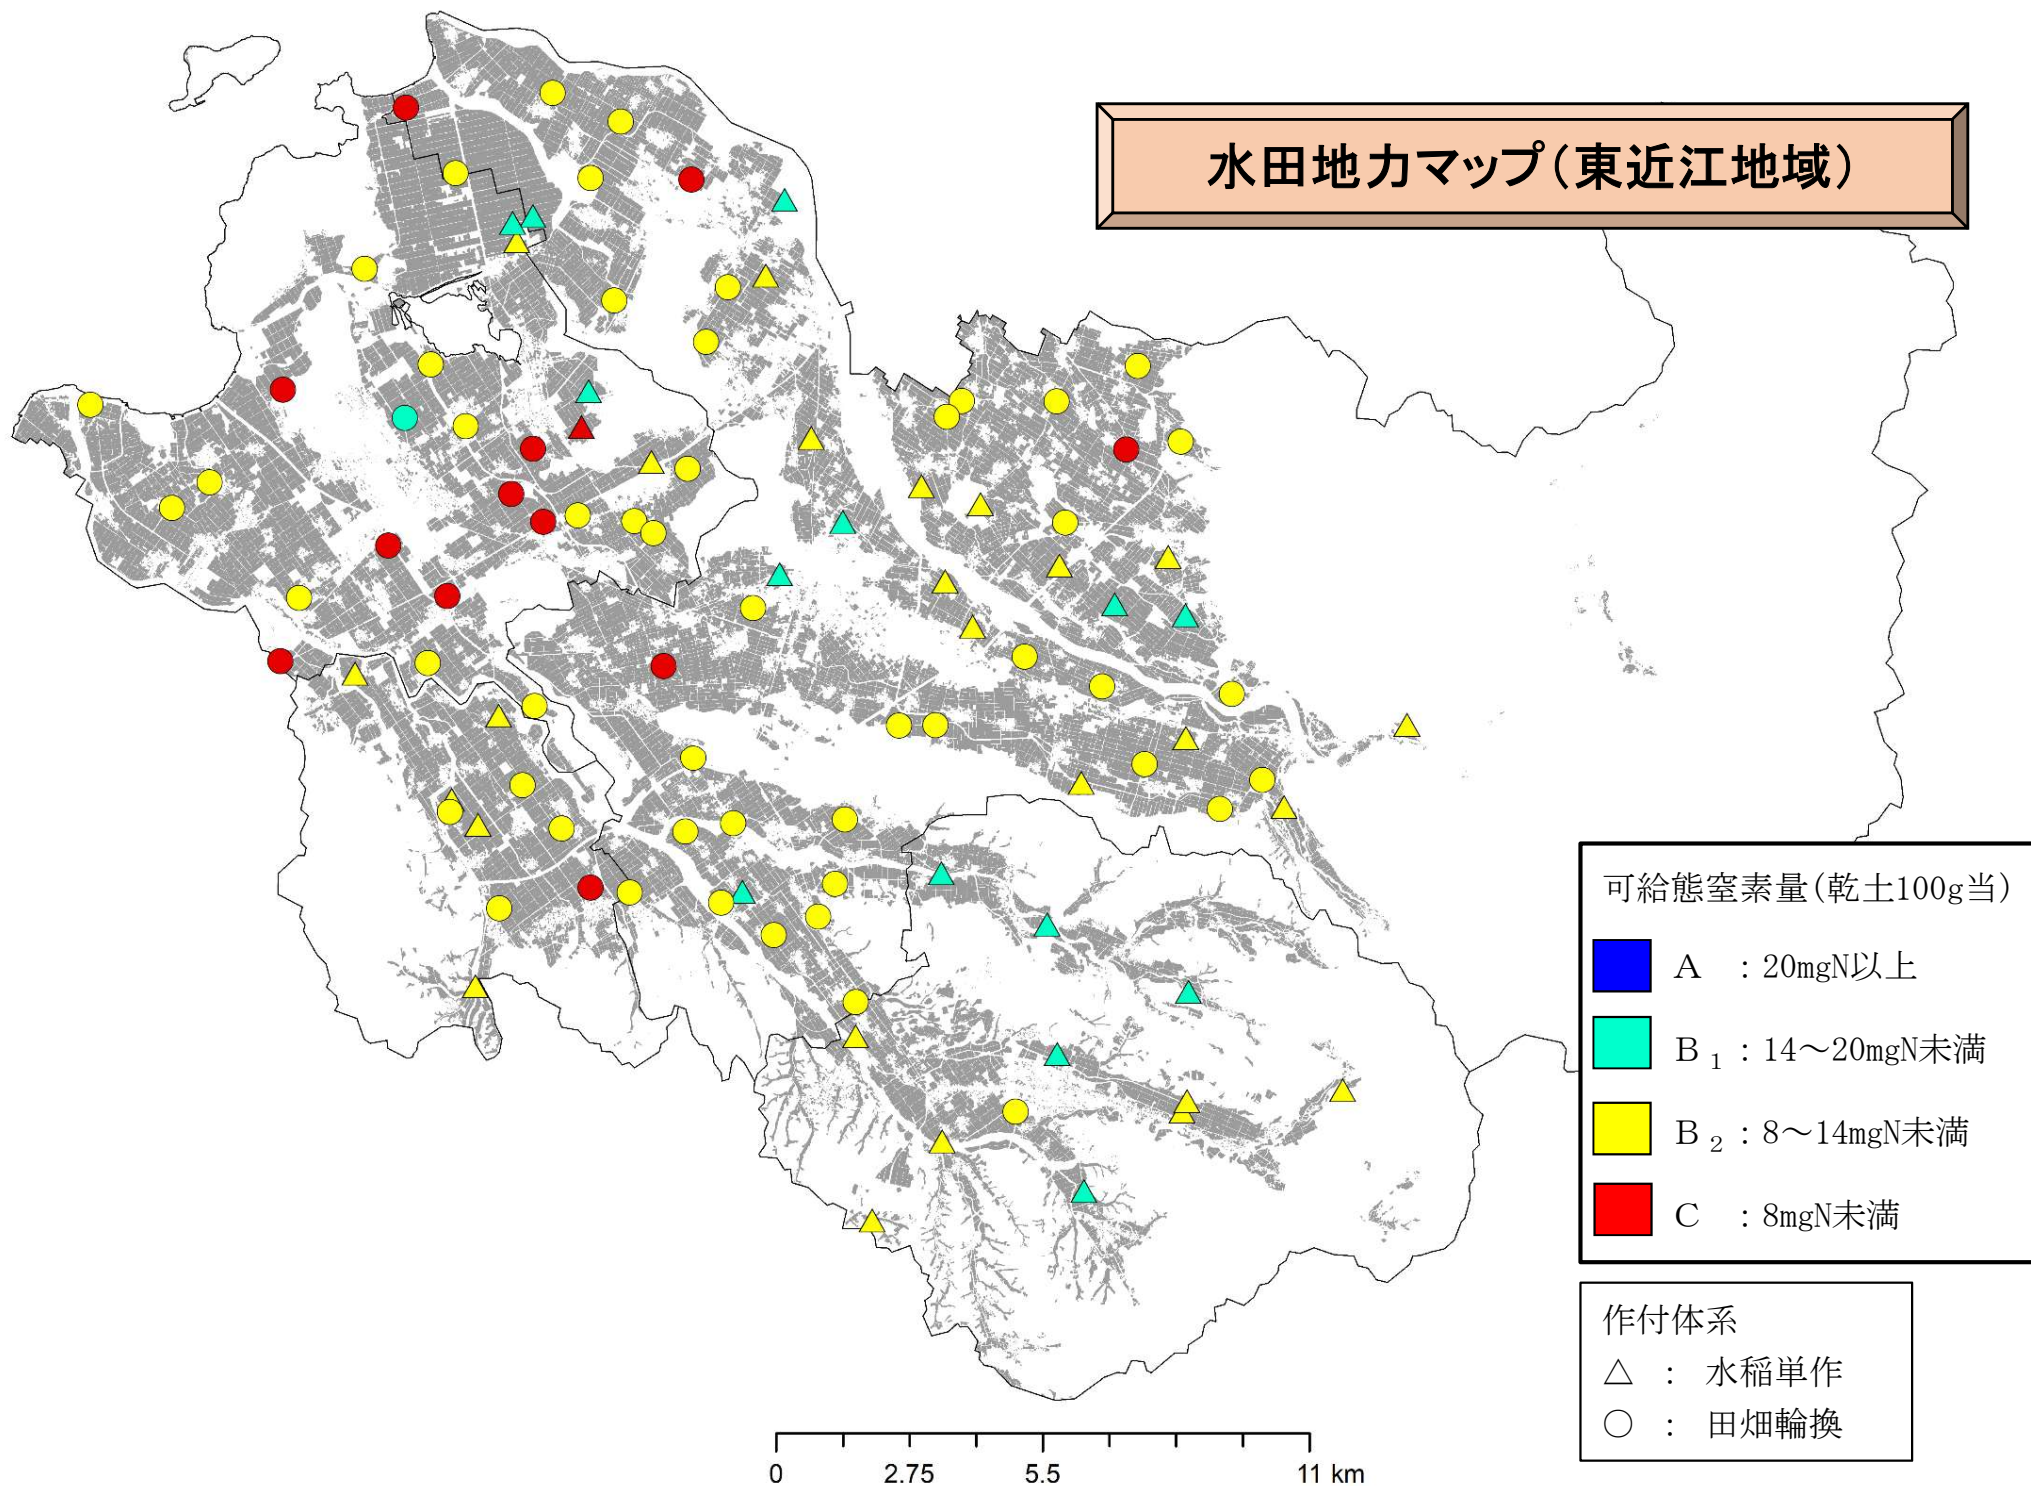 水田地力マップ（東近江地域）
可給態窒素量（乾土100g当）
A ：20mgN以上
B₁：14～20mgN未満
B₂：8～14mgN未満
C ：8mgN未満
作付体系
△ ： 水稲単作
○ ： 田畑輪換
0 2.75 5.5 11 km